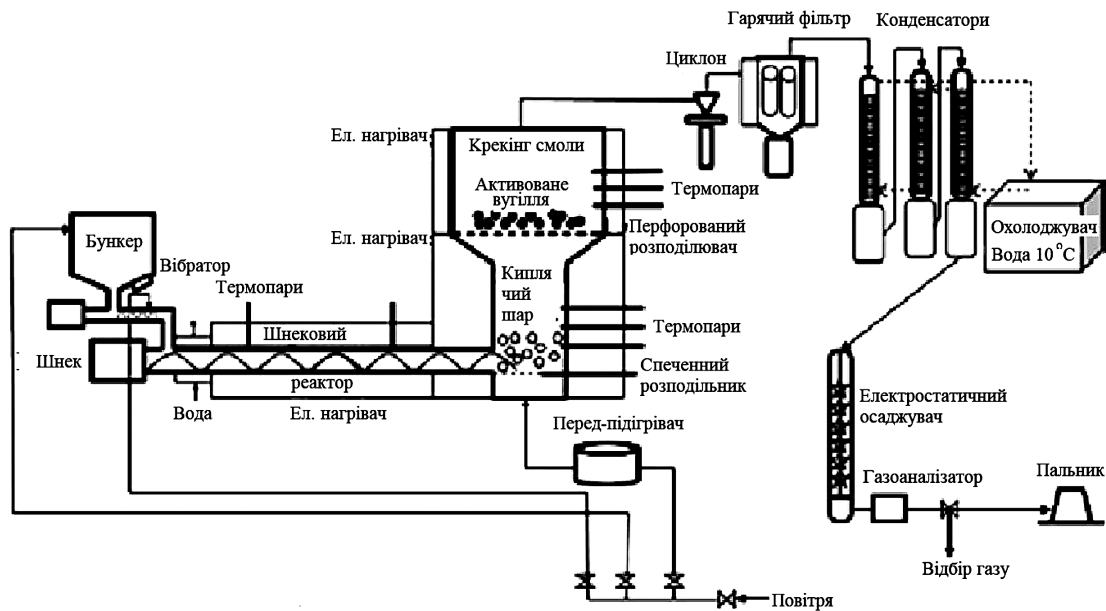 Гарячий фільтр
Конденсатори
Циклон
Ел. нагрівач
Крекінг смоли
Активоване
вугілля
Термопари
Перфорований
розподілювач
Ел. нагрівач
Охолоджувач
Вода 10 °C
Бункер
Вібратор
Термопари
Кипля
чий
шар
Термопари
Шнековий
Шнек
реактор
Спеченний
розподільник
Вода
Ел. нагрівач
Перед-підігрівач
Електростатичний
осаджувач
Газоаналізатор
Пальник
Відбір газу
Повітря